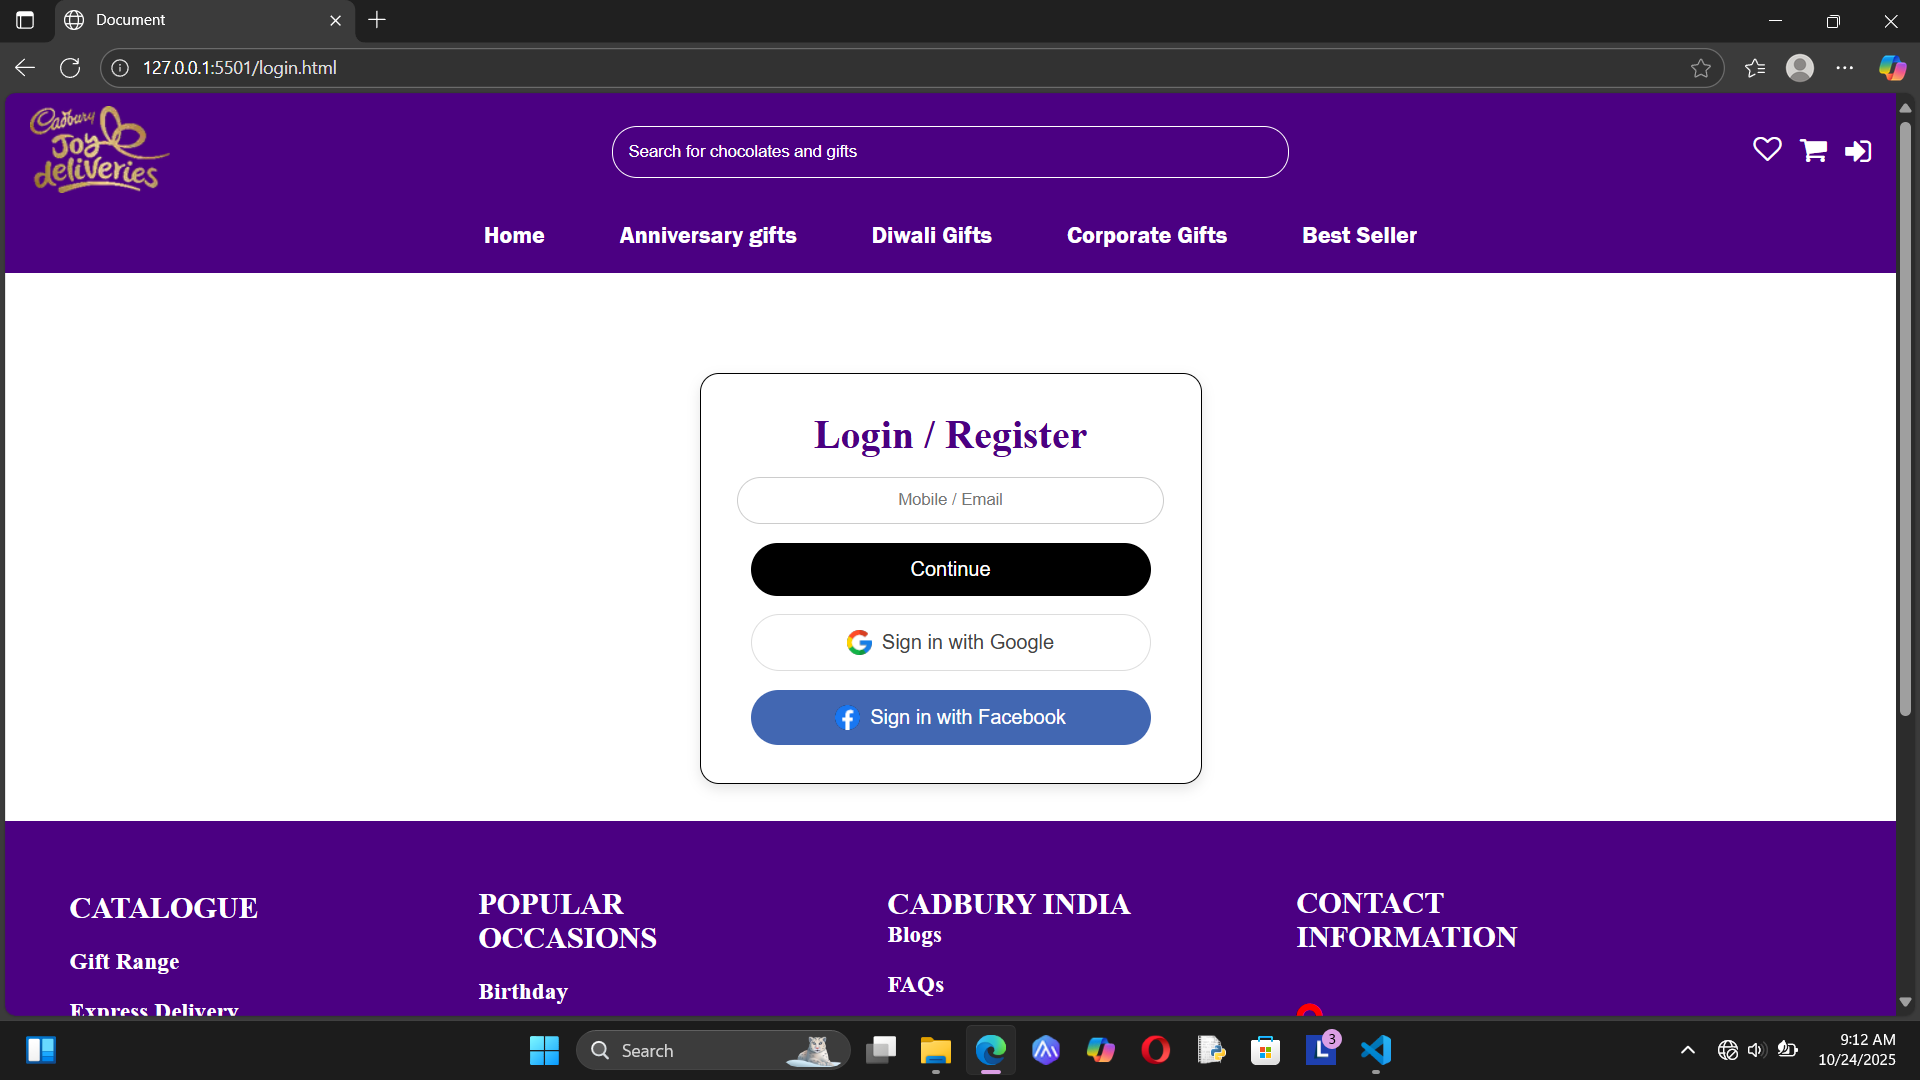 Document
127.0.0.1:5501/login.html
Cadbury
Joy
deliveries
Search for chocolates and gifts
Home Anniversary gifts Diwali Gifts Corporate Gifts Best Seller
Login / Register
Mobile / Email
Continue
Sign in with Google
Sign in with Facebook
CATALOGUE
Gift Range
Express Delivery
POPULAR
OCCASIONS
Birthday
CADBURY INDIA
Blogs
FAQs
CONTACT
INFORMATION
Search
L
3
9:12 AM
10/24/2025